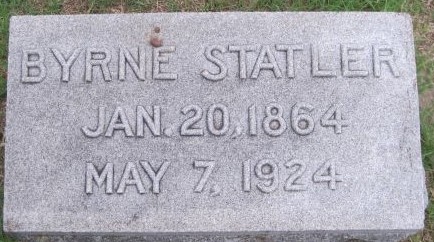 BYRNE STATLER
JAN. 20, 1864
MAY 7, 1924